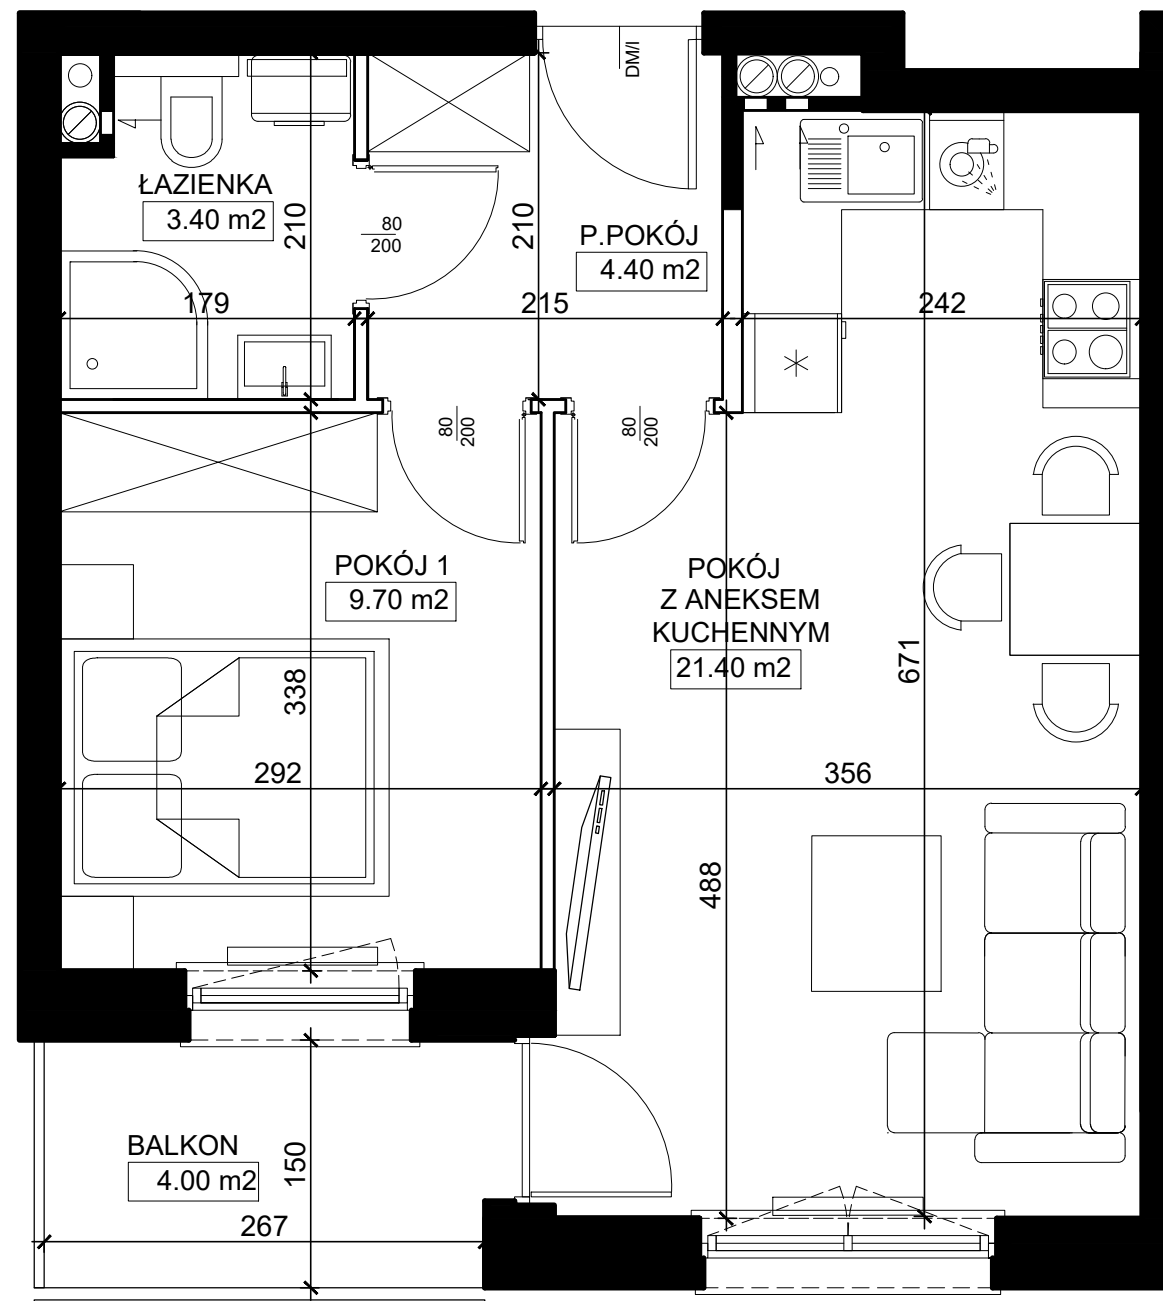 DM/I
ŁAZIENKA
3.40 m2
210
80
200
210
P.POKÓJ
4.40 m2
179
215
242
80
200
80
200
POKÓJ 1
9.70 m2
POKÓJ
Z ANEKSEM
KUCHENNYM
21.40 m2
671
338
292
356
488
BALKON
4.00 m2
150
267